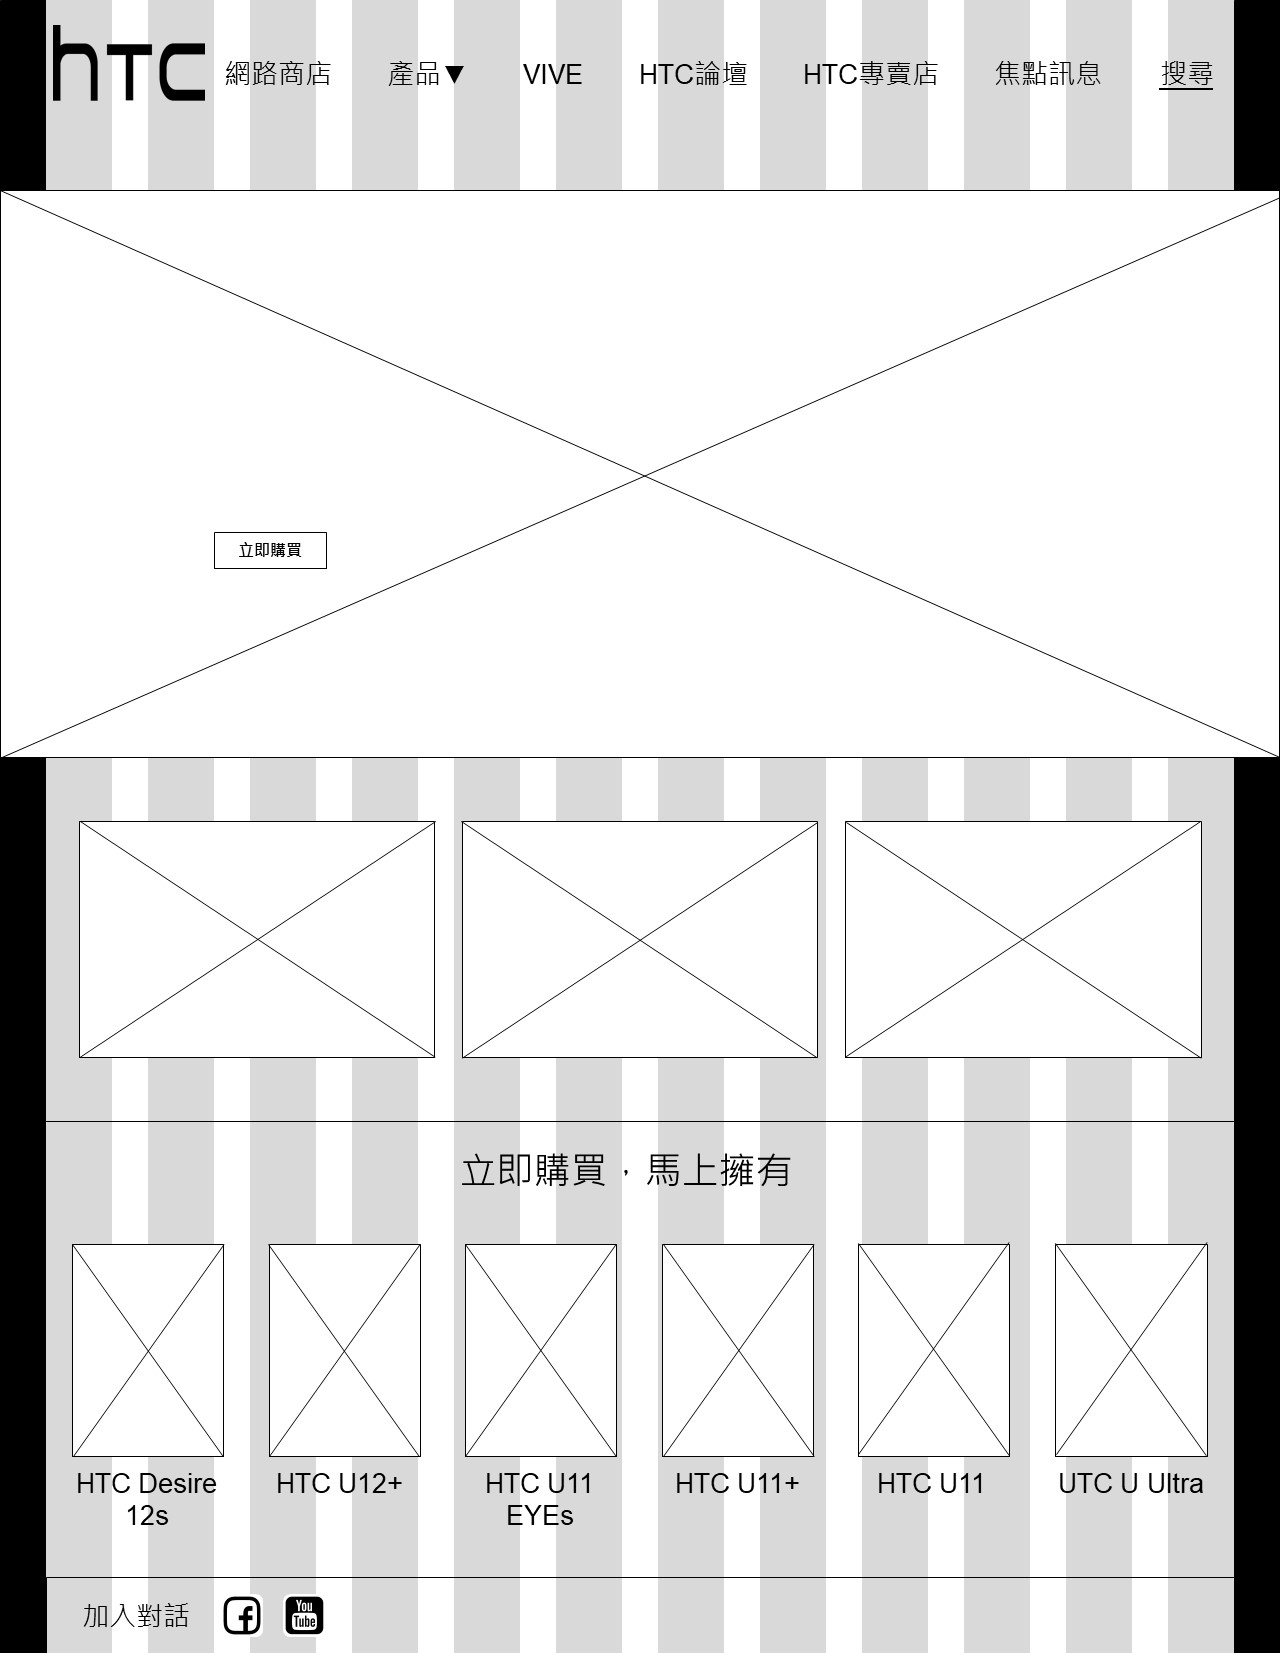 hTC 網路商店 產品▼ VIVE HTC論壇 HTC專賣店 焦點訊息 搜尋
立即購買
立即購買，馬上擁有
HTC Desire 12s
HTC U12+
HTC U11 EYEs
HTC U11+
HTC U11
UTC U Ultra
加入對話 You Tube